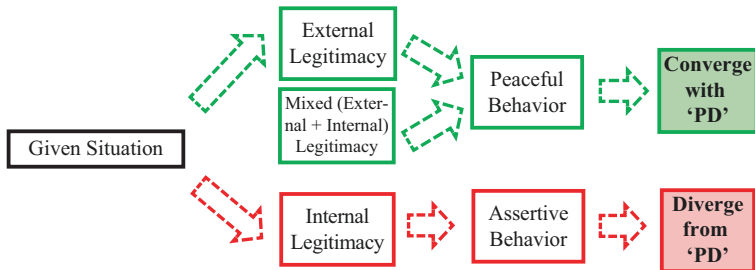 Given Situation
External
Legitimacy
Mixed (Exter-
nal + Internal)
Legitimacy
Peaceful
Behavior
Converge
with
‘PD’
Internal
Legitimacy
Assertive
Behavior
Diverge
from
‘PD’